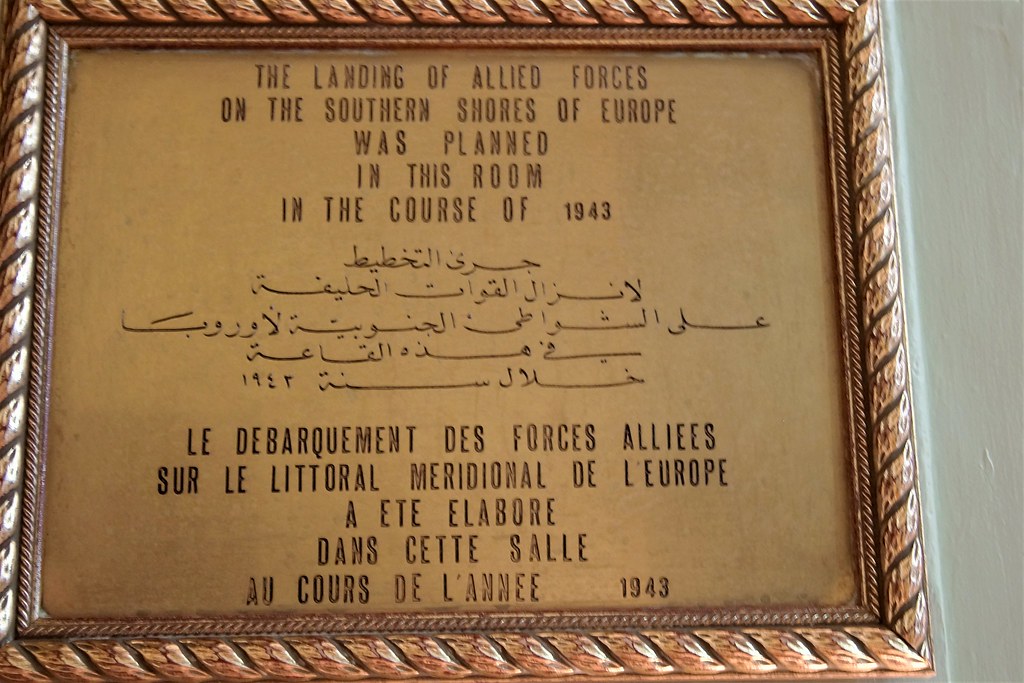 THE LANDING OF ALLIED FORCES
ON THE SOUTHERN SHORES OF EUROPE
WAS PLANNED
IN THIS ROOM
IN THE COURSE OF 1943
جرى التخطيط
لانزال القوات الحليفة
على الشواطئ الجنوبية لأوروبا
في هذه القاعة
خلال سنة ١٩٤٣
LE DEBARQUEMENT DES FORCES ALLIEES
SUR LE LITTORAL MERIDIONAL DE L'EUROPE
A ETE ELABORE
DANS CETTE SALLE
AU COURS DE L'ANNEE 1943